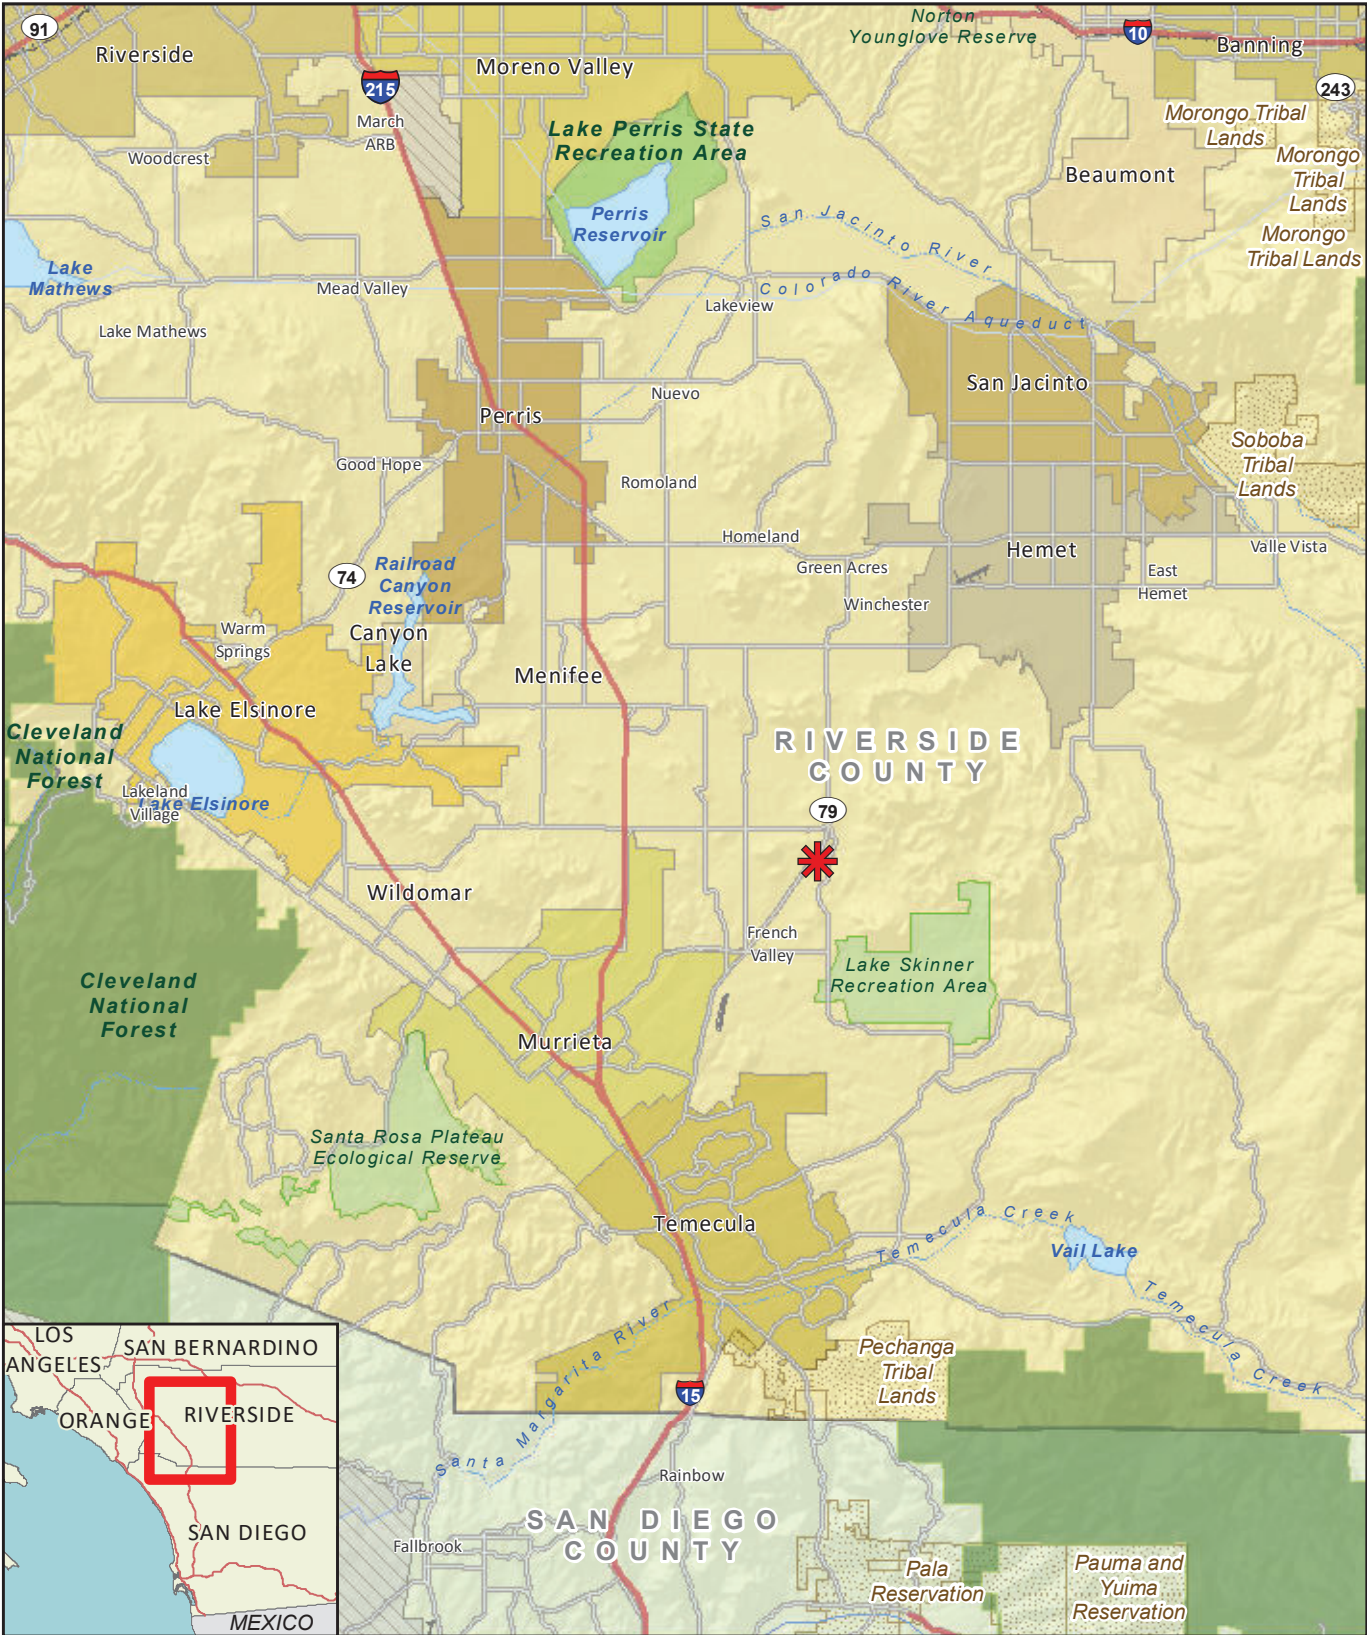 91
Riverside
Moreno Valley
Norton
Younglove Reserve
10
Banning
215
March
ARB
243
Woodcrest
Lake Perris State
Recreation Area
Morongo Tribal
Lands
Morongo
Tribal
Lands
Beaumont
Perris
Reservoir
San Jacinto River
Morongo
Tribal Lands
Lake
Mathews
Mead Valley
Colorado River Aqueduct
Lakeview
Lake Mathews
San Jacinto
Nuevo
Perris
Good Hope
Romoland
Soboba
Tribal
Lands
Homeland
Hemet
Valle Vista
74
Railroad
Canyon
Reservoir
Green Acres
East
Hemet
Winchester
Warm
Springs
Canyon
Lake
Menifee
Lake Elsinore
Cleveland
National
Forest
RIVERSIDE
COUNTY
Lakeland
Village
Lake Elsinore
79
Wildomar
French
Valley
Lake Skinner
Recreation Area
Cleveland
National
Forest
Murrieta
Santa Rosa Plateau
Ecological Reserve
Temecula
Temecula Creek
Vail Lake
Temecula Creek
Santa Margarita River
Pechanga
Tribal
Lands
15
Rainbow
SAN DIEGO
COUNTY
Fallbrook
Pala
Reservation
Pauma and
Yuima
Reservation
LOS
ANGELES
SAN BERNARDINO
ORANGE
RIVERSIDE
SAN DIEGO
MEXICO